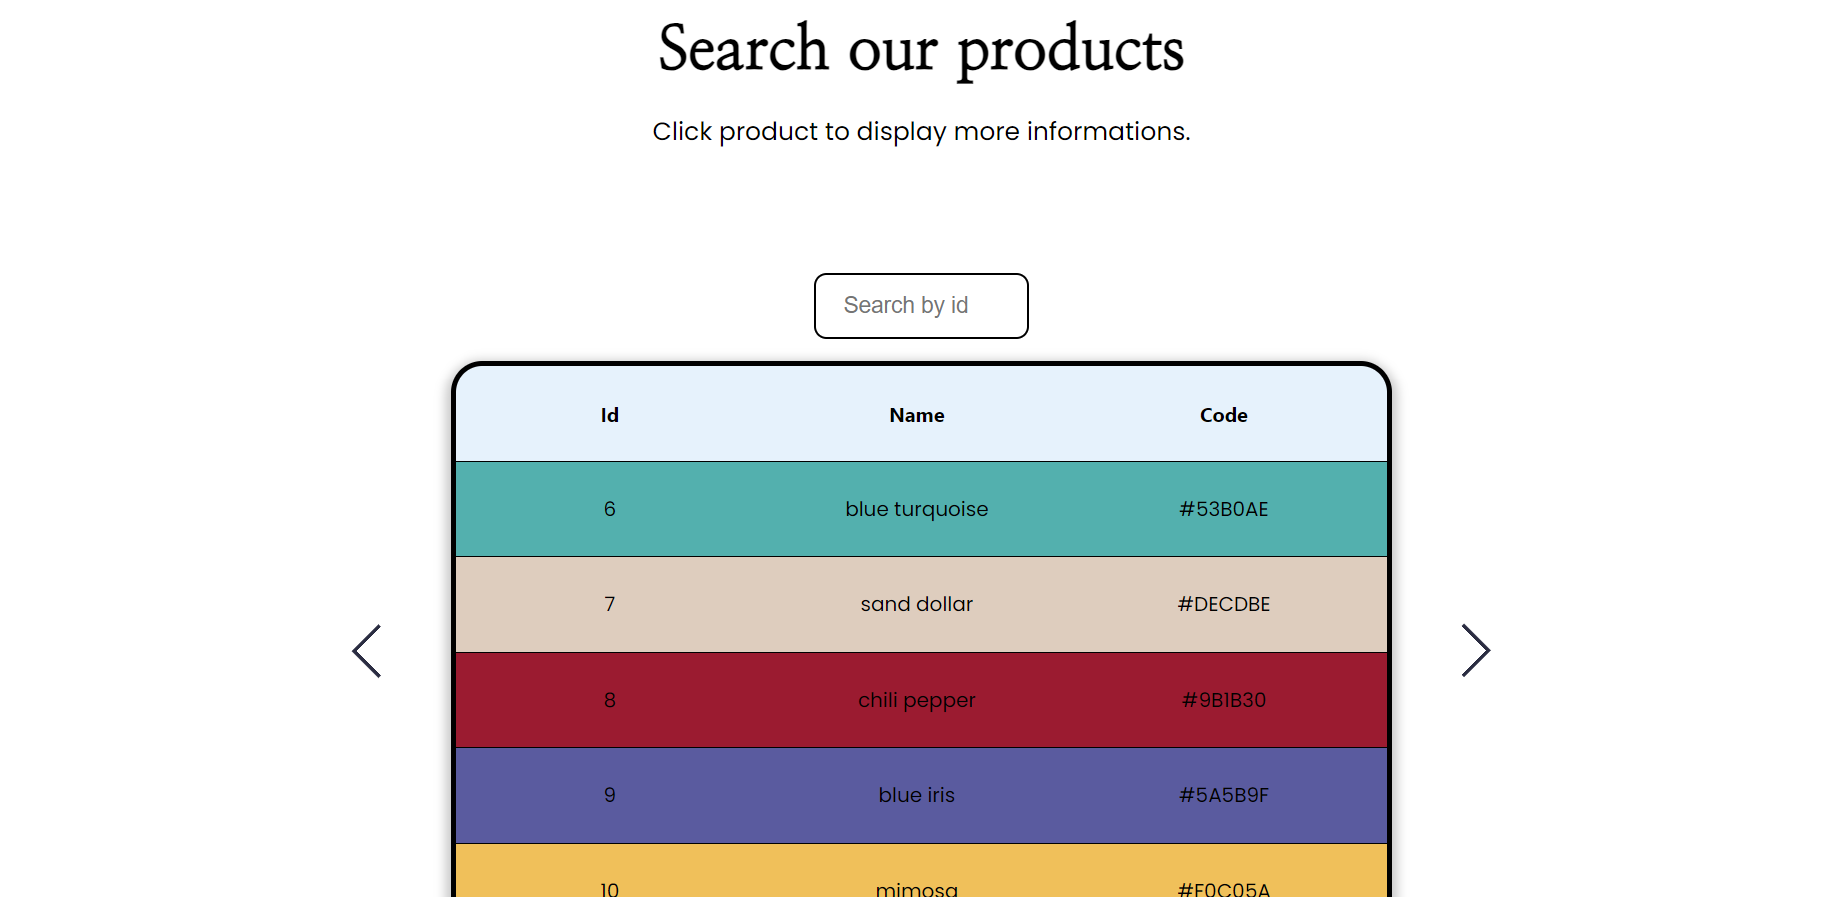 Search our products
Click product to display more informations.
Search by id
Id Name Code
6 blue turquoise #53B0AE
7 sand dollar #DECDBE
8 chili pepper #9B1B30
9 blue iris #5A5B9F
10 mimosa #F0C05A